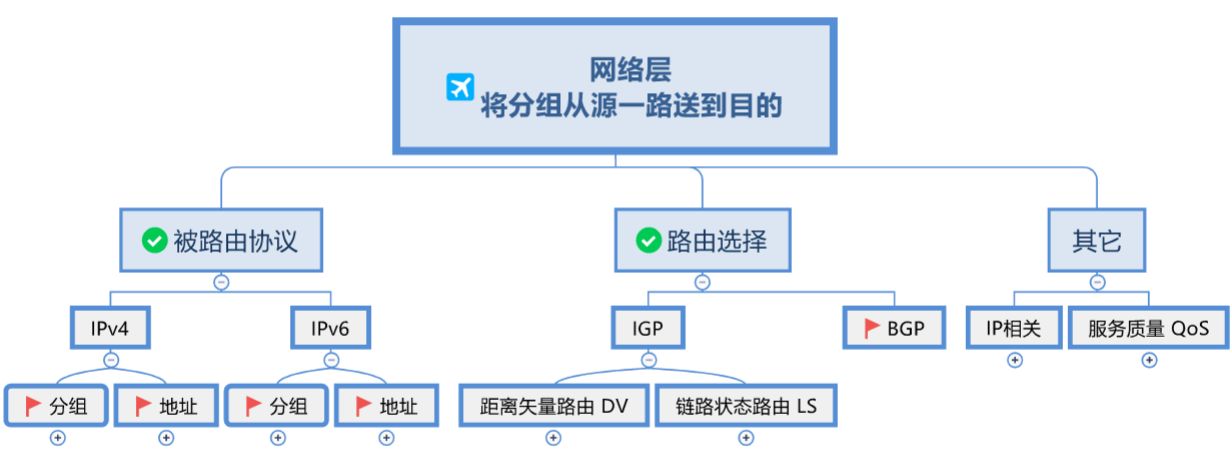 网络层
将分组从源一路送到目的
被路由协议
路由选择
其它
IPv4
IPv6
IGP
BGP
IP相关
服务质量 QoS
分组
地址
分组
地址
距离矢量路由 DV
链路状态路由 LS